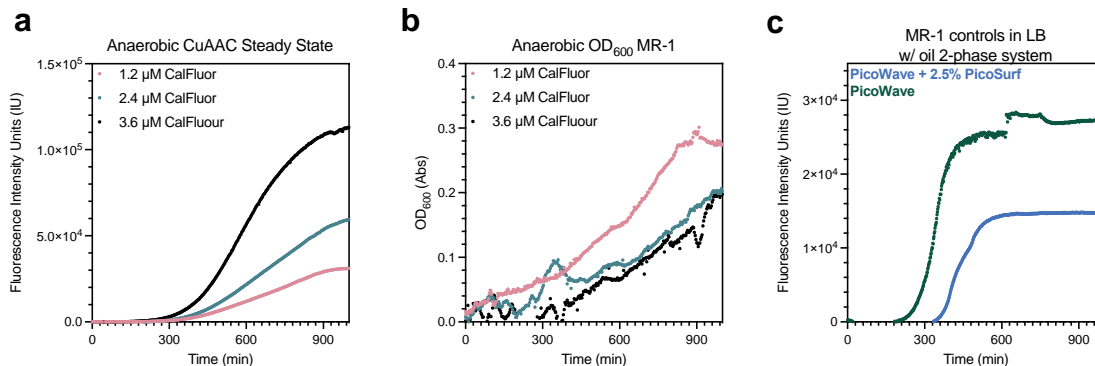 a
Anaerobic CuAAC Steady State
1.5×10⁵
1.0×10⁵
5.0×10⁴
0.0
Fluorescence Intensity Units (IU)
1.2 µM CalFluor
2.4 µM CalFluor
3.6 µM CalFluour
0
300
600
900
Time (min)
b
Anaerobic OD₆₀₀ MR-1
0.4
0.3
0.2
0.1
0.0
OD₆₀₀ (Abs)
1.2 µM CalFluor
2.4 µM CalFluor
3.6 µM CalFluour
0
300
600
900
Time (min)
c
MR-1 controls in LB
w/ oil 2-phase system
PicoWave + 2.5% PicoSurf
PicoWave
3×10⁴
2×10⁴
1×10⁴
0
Fluorescence Intensity Units (IU)
0
300
600
900
Time (min)